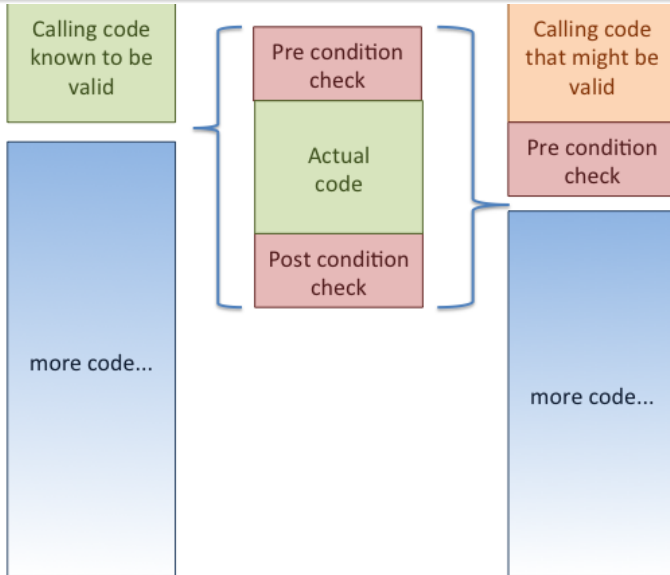 Calling code
known to be
valid
more code...
Pre condition
check
Actual
code
Post condition
check
Calling code
that might be
valid
Pre condition
check
more code...